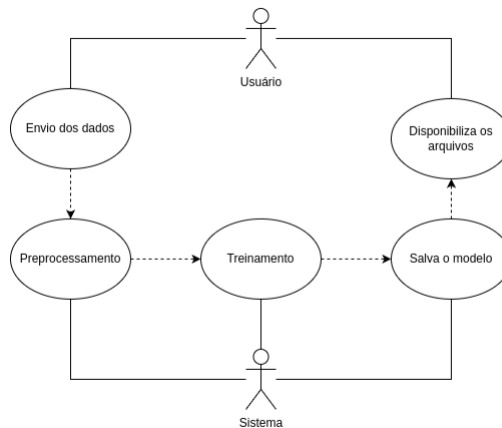 Usuário
Envio dos dados
Disponibiliza os
arquivos
Preprocessamento
Treinamento
Salva o modelo
Sistema